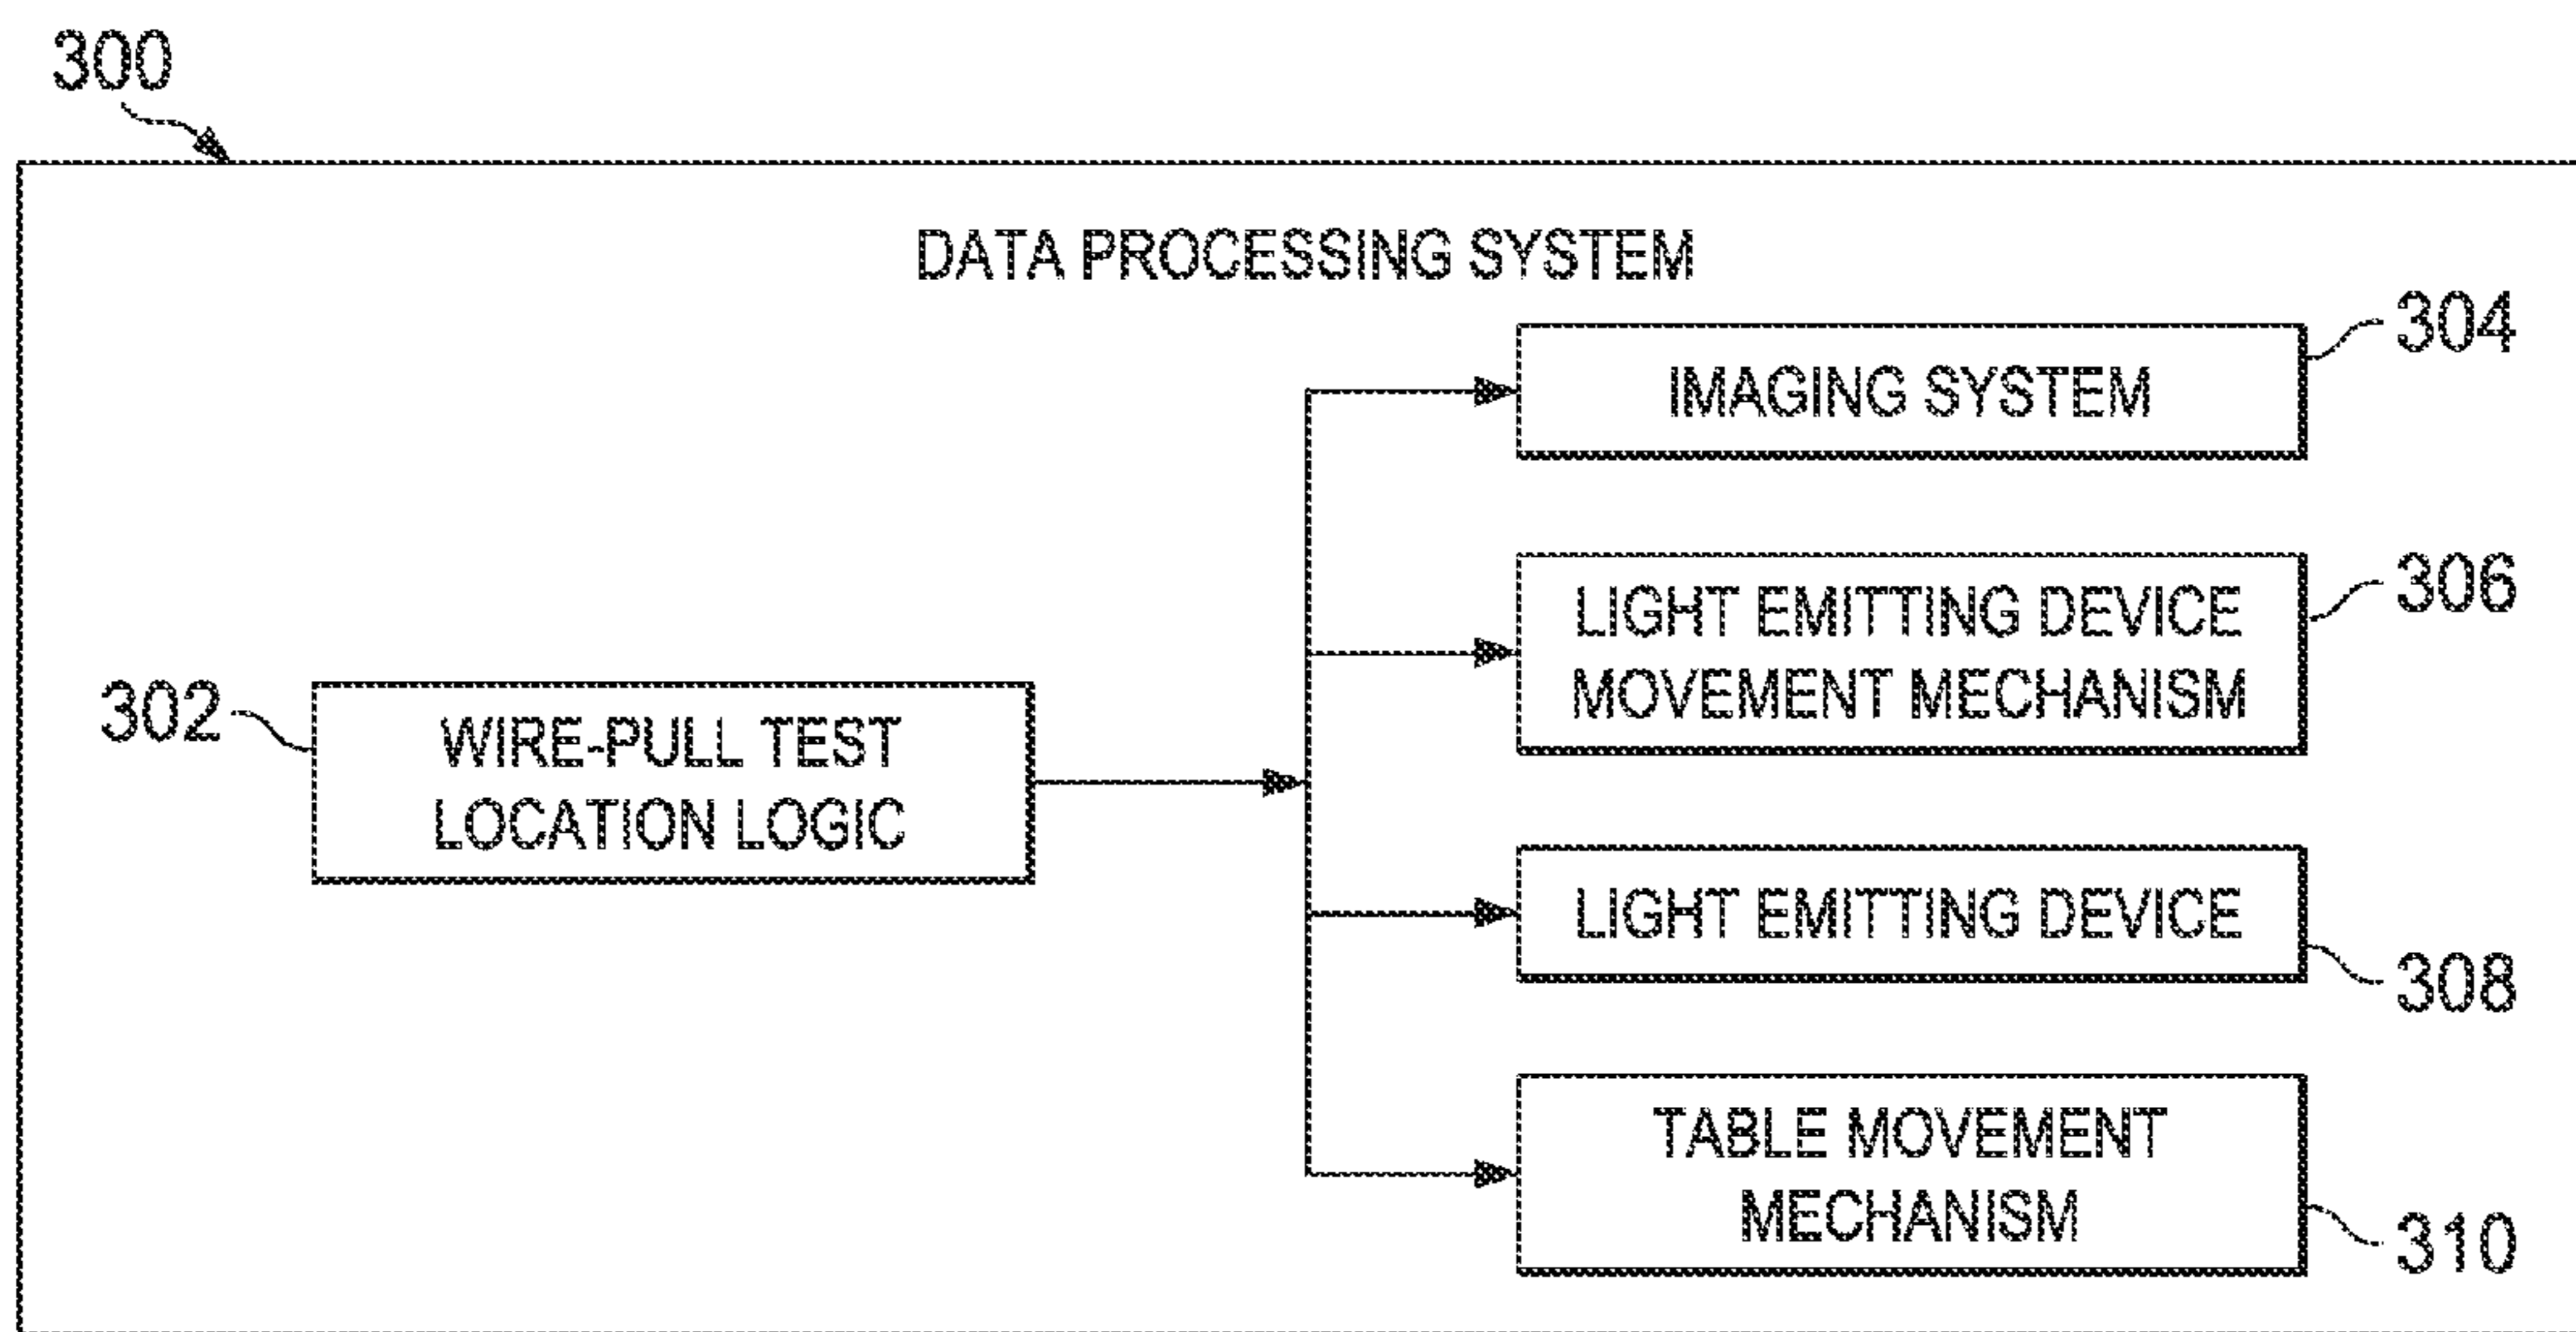 300
DATA PROCESSING SYSTEM
304
IMAGING SYSTEM
306
LIGHT EMITTING DEVICE
MOVEMENT MECHANISM
302
WIRE-PULL TEST
LOCATION LOGIC
LIGHT EMITTING DEVICE
308
TABLE MOVEMENT
MECHANISM
310